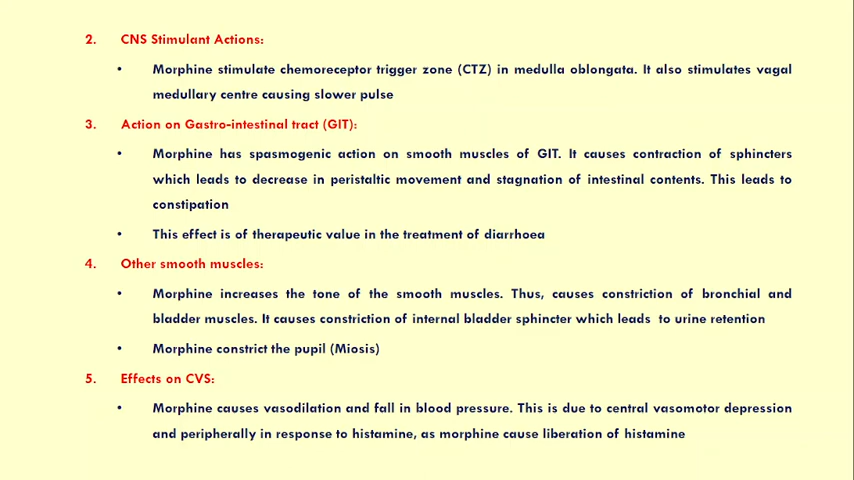 2. CNS Stimulant Actions:
• Morphine stimulate chemoreceptor trigger zone (CTZ) in medulla oblongata. It also stimulates vagal
medullary centre causing slower pulse
3. Action on Gastro-intestinal tract (GIT):
• Morphine has spasmogenic action on smooth muscles of GIT. It causes contraction of sphincters
which leads to decrease in peristaltic movement and stagnation of intestinal contents. This leads to
constipation
• This effect is of therapeutic value in the treatment of diarrhoea
4. Other smooth muscles:
• Morphine increases the tone of the smooth muscles. Thus, causes constriction of bronchial and
bladder muscles. It causes constriction of internal bladder sphincter which leads to urine retention
• Morphine constrict the pupil (Miosis)
5. Effects on CVS:
• Morphine causes vasodilation and fall in blood pressure. This is due to central vasomotor depression
and peripherally in response to histamine, as morphine cause liberation of histamine